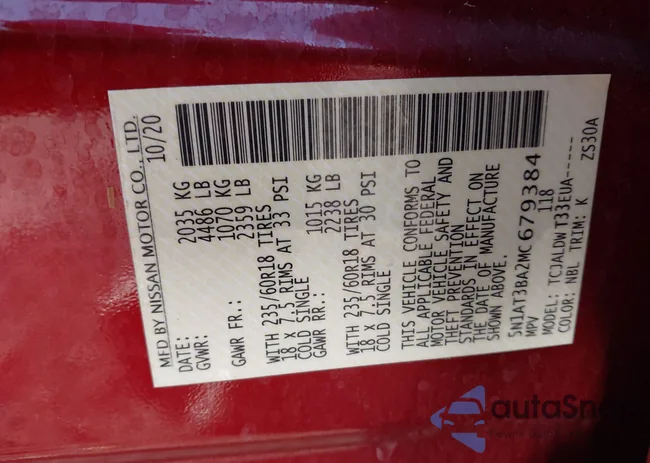 MFD BY NISSAN MOTOR CO., LTD.
DATE: 10/20
GVWR: 2035 KG
4486 LB
GAWR FR.: 1070 KG
2359 LB
WITH 235/60R18 TIRES
18 x 7.5 RIMS AT 33 PSI
COLD SINGLE
GAWR RR.: 1015 KG
2238 LB
WITH 235/60R18 TIRES
18 x 7.5 RIMS AT 30 PSI
COLD SINGLE
THIS VEHICLE CONFORMS TO
ALL APPLICABLE FEDERAL
MOTOR VEHICLE SAFETY AND
THEFT PREVENTION
STANDARDS IN EFFECT ON
THE DATE OF MANUFACTURE
SHOWN ABOVE.
5N1AT3BA2MC679384
MPV 118
MODEL: TCJALDWT33EUA-----
COLOR: NBL TRIM: K ZS30A